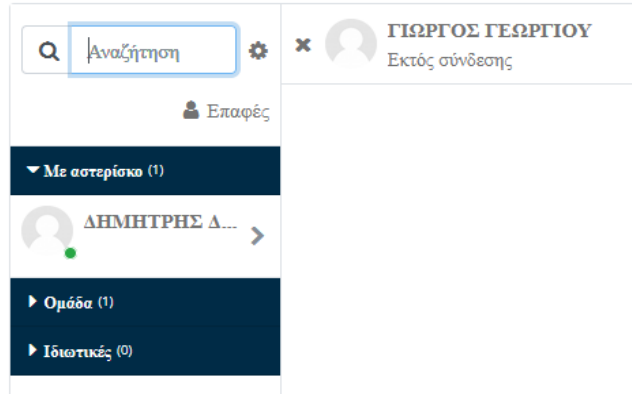 Αναζήτηση
Επαφές
Με αστερίσκο (1)
ΔΗΜΗΤΡΗΣ Δ...
Ομάδα (1)
Ιδιωτικές (0)
ΓΙΩΡΓΟΣ ΓΕΩΡΓΙΟΥ
Εκτός σύνδεσης